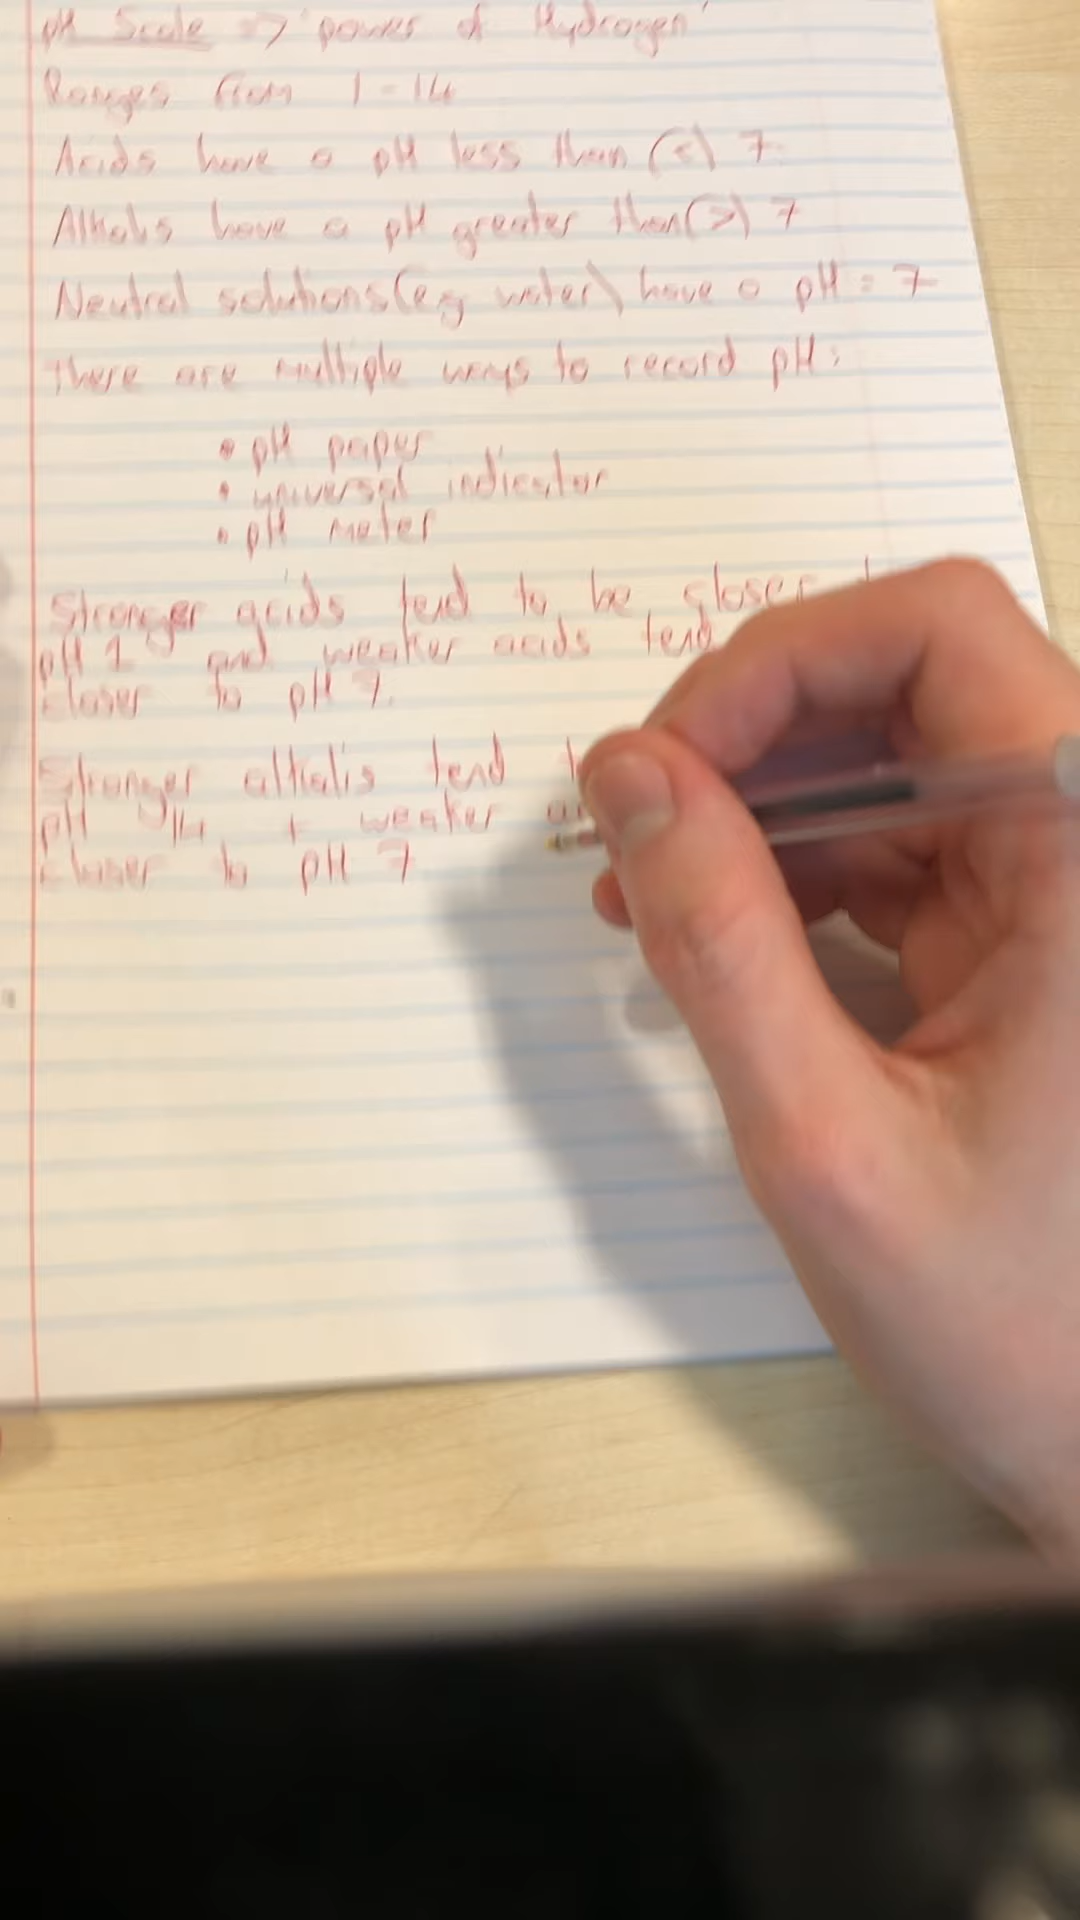 pH Scale => 'power of Hydrogen'
Ranges from 1 - 14
Acids have a pH less than (<) 7
Alkalis have a pH greater than (>) 7
Neutral solutions (eg water) have a pH = 7
There are multiple ways to record pH:
• pH paper
• universal indicator
• pH meter
Stronger acids tend to be closer
pH 1 and weaker acids tend
closer to pH 7.
Stronger alkalis tend
pH 14 + weaker
closer to pH 7